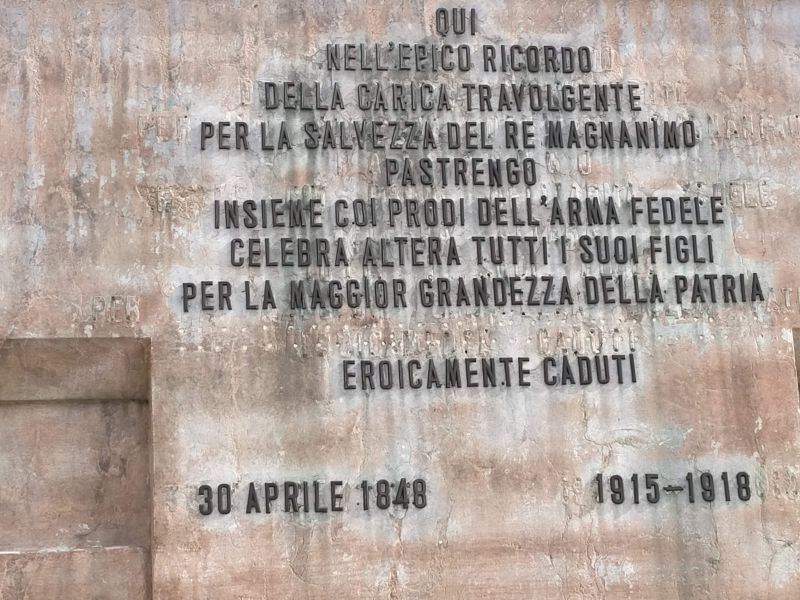 QUI
NELL'EPICO RICORDO
DELLA CARICA TRAVOLGENTE
PER LA SALVEZZA DEL RE MAGNANIMO
PASTRENGO
INSIEME COI PRODI DELL'ARMA FEDELE
CELEBRA ALTERA TUTTI I SUOI FIGLI
PER LA MAGGIOR GRANDEZZA DELLA PATRIA
EROICAMENTE CADUTI
30 APRILE 1848 1915-1918